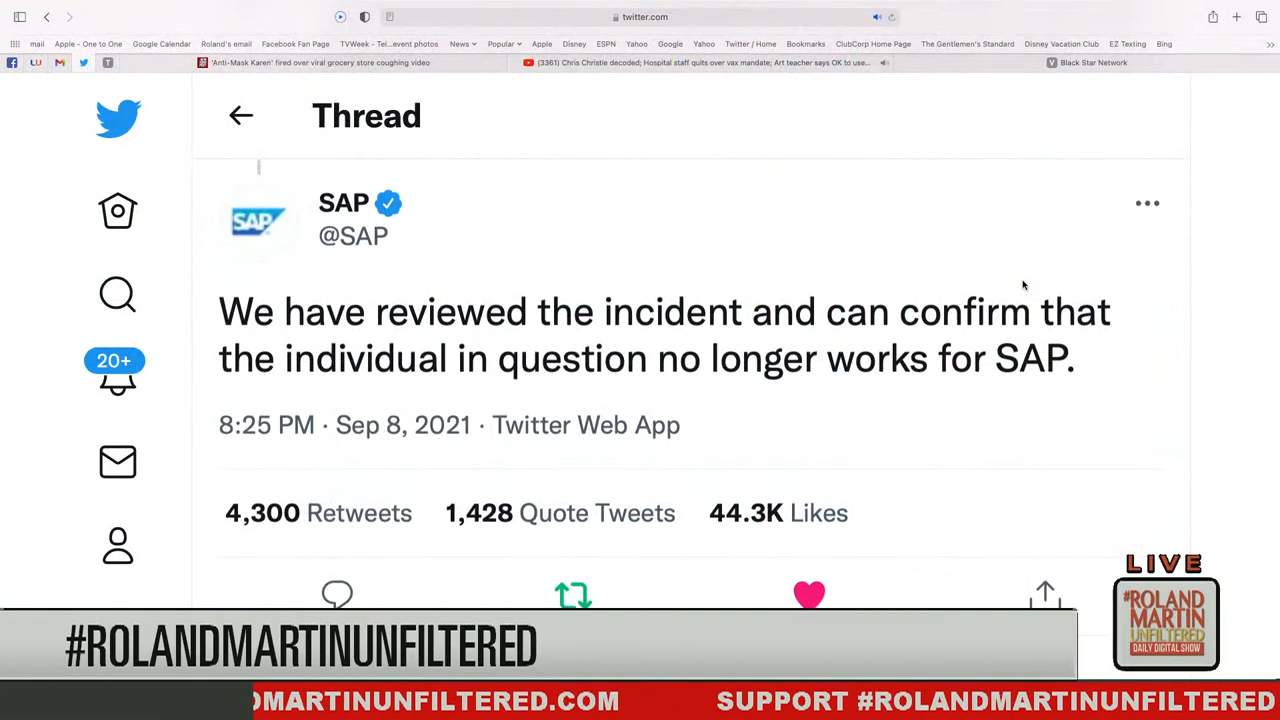 twitter.com
mail Apple - One to One Google Calendar Roland's email Facebook Fan Page TVWeek - Tel...event photos News Popular Apple Disney ESPN Yahoo Google Yahoo Twitter / Home Bookmarks ClubCorp Home Page The Gentlemen's Standard Disney Vacation Club EZ Texting Bing
'Anti-Mask Karen' fired over viral grocery store coughing video (3361) Chris Christie decoded; Hospital staff quits over vax mandate; Art teacher says OK to use... Black Star Network
Thread
SAP
SAP
@SAP
We have reviewed the incident and can confirm that
the individual in question no longer works for SAP.
8:25 PM · Sep 8, 2021 · Twitter Web App
20+
4,300 Retweets 1,428 Quote Tweets 44.3K Likes
LIVE
#ROLAND
MARTIN
UNFILTERED
DAILY DIGITAL SHOW
#ROLANDMARTINUNFILTERED
DMARTINUNFILTERED.COM SUPPORT #ROLANDMARTINUNFILTERED